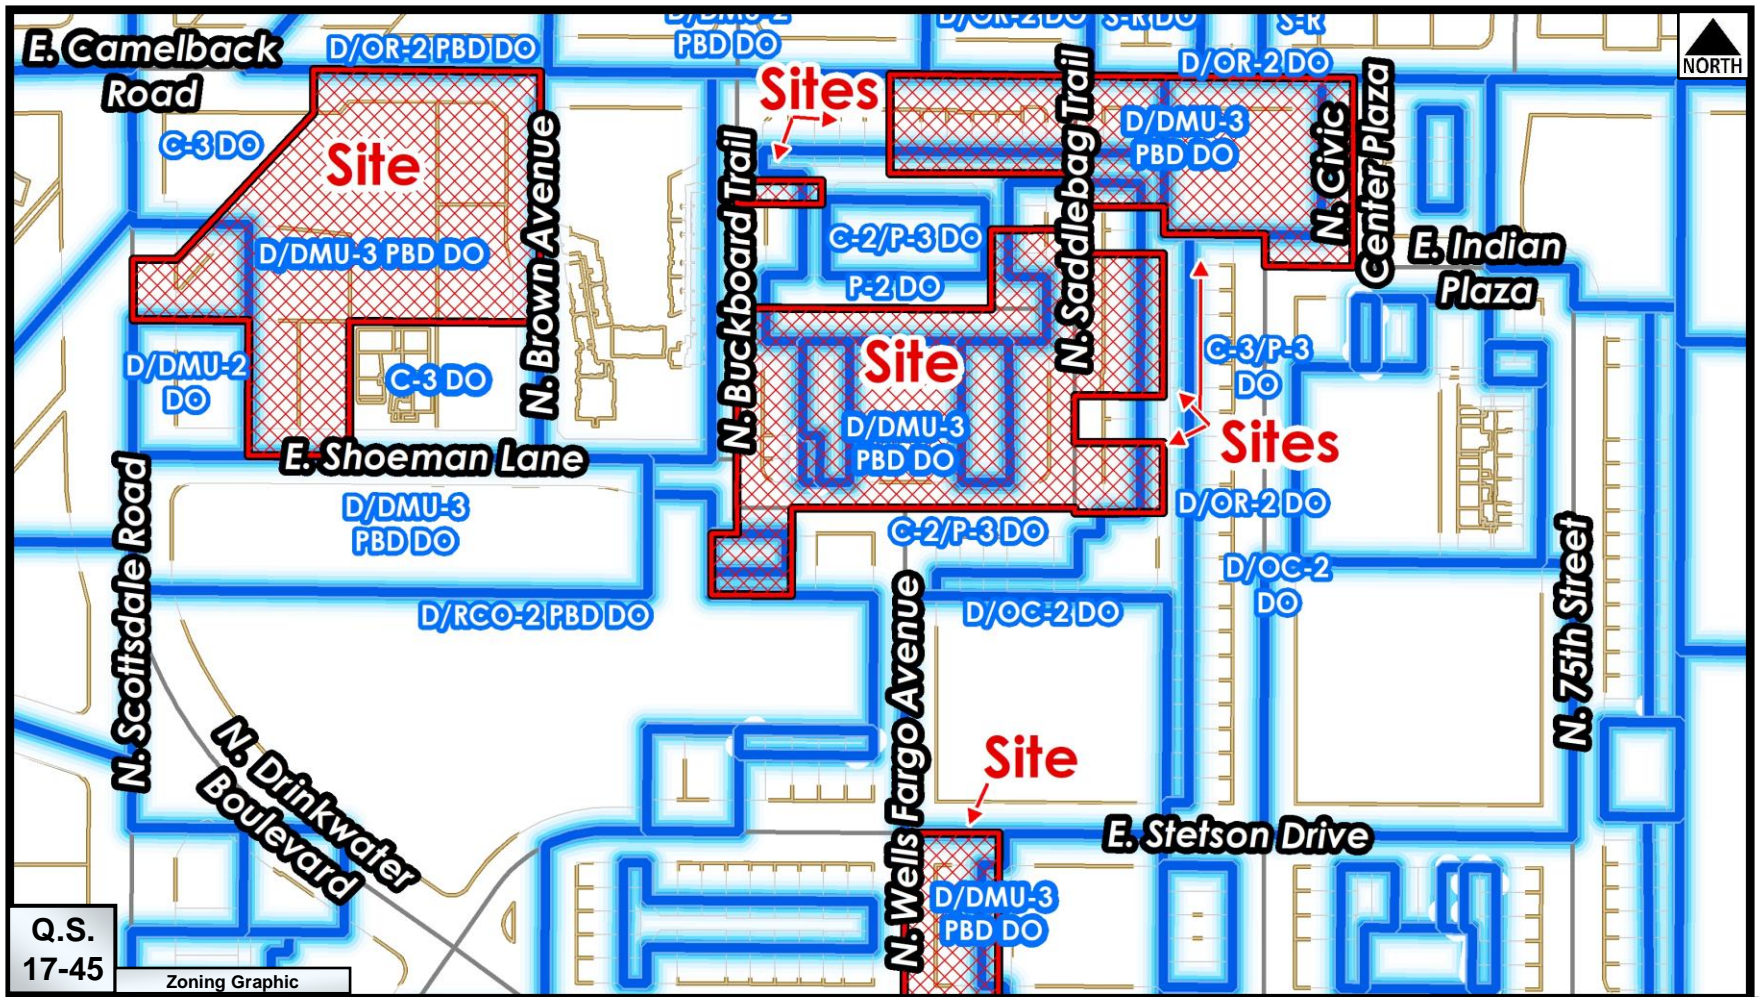 D/DMU-2
PBD DO
D/OR-2 DO
S-R DO
S-R
E. Camelback
Road
D/OR-2 PBD DO
D/OR-2 DO
NORTH
Sites
C-3 DO
Site
D/DMU-3
PBD DO
N. Brown Avenue
N. Buckboard Trail
N. Saddlebag Trail
N. Civic
Center Plaza
D/DMU-3 PBD DO
C-2/P-3 DO
P-2 DO
E. Indian
Plaza
D/DMU-2
DO
C-3 DO
Site
C-3/P-3
DO
D/DMU-3
PBD DO
Sites
E. Shoeman Lane
D/DMU-3
PBD DO
C-2/P-3 DO
D/OR-2 DO
D/OC-2
DO
D/RCO-2 PBD DO
D/OC-2 DO
N. Scottsdale Road
N. Wells Fargo Avenue
N. 75th Street
N. Drinkwater
Boulevard
Site
E. Stetson Drive
D/DMU-3
PBD DO
Q.S.
17-45
Zoning Graphic